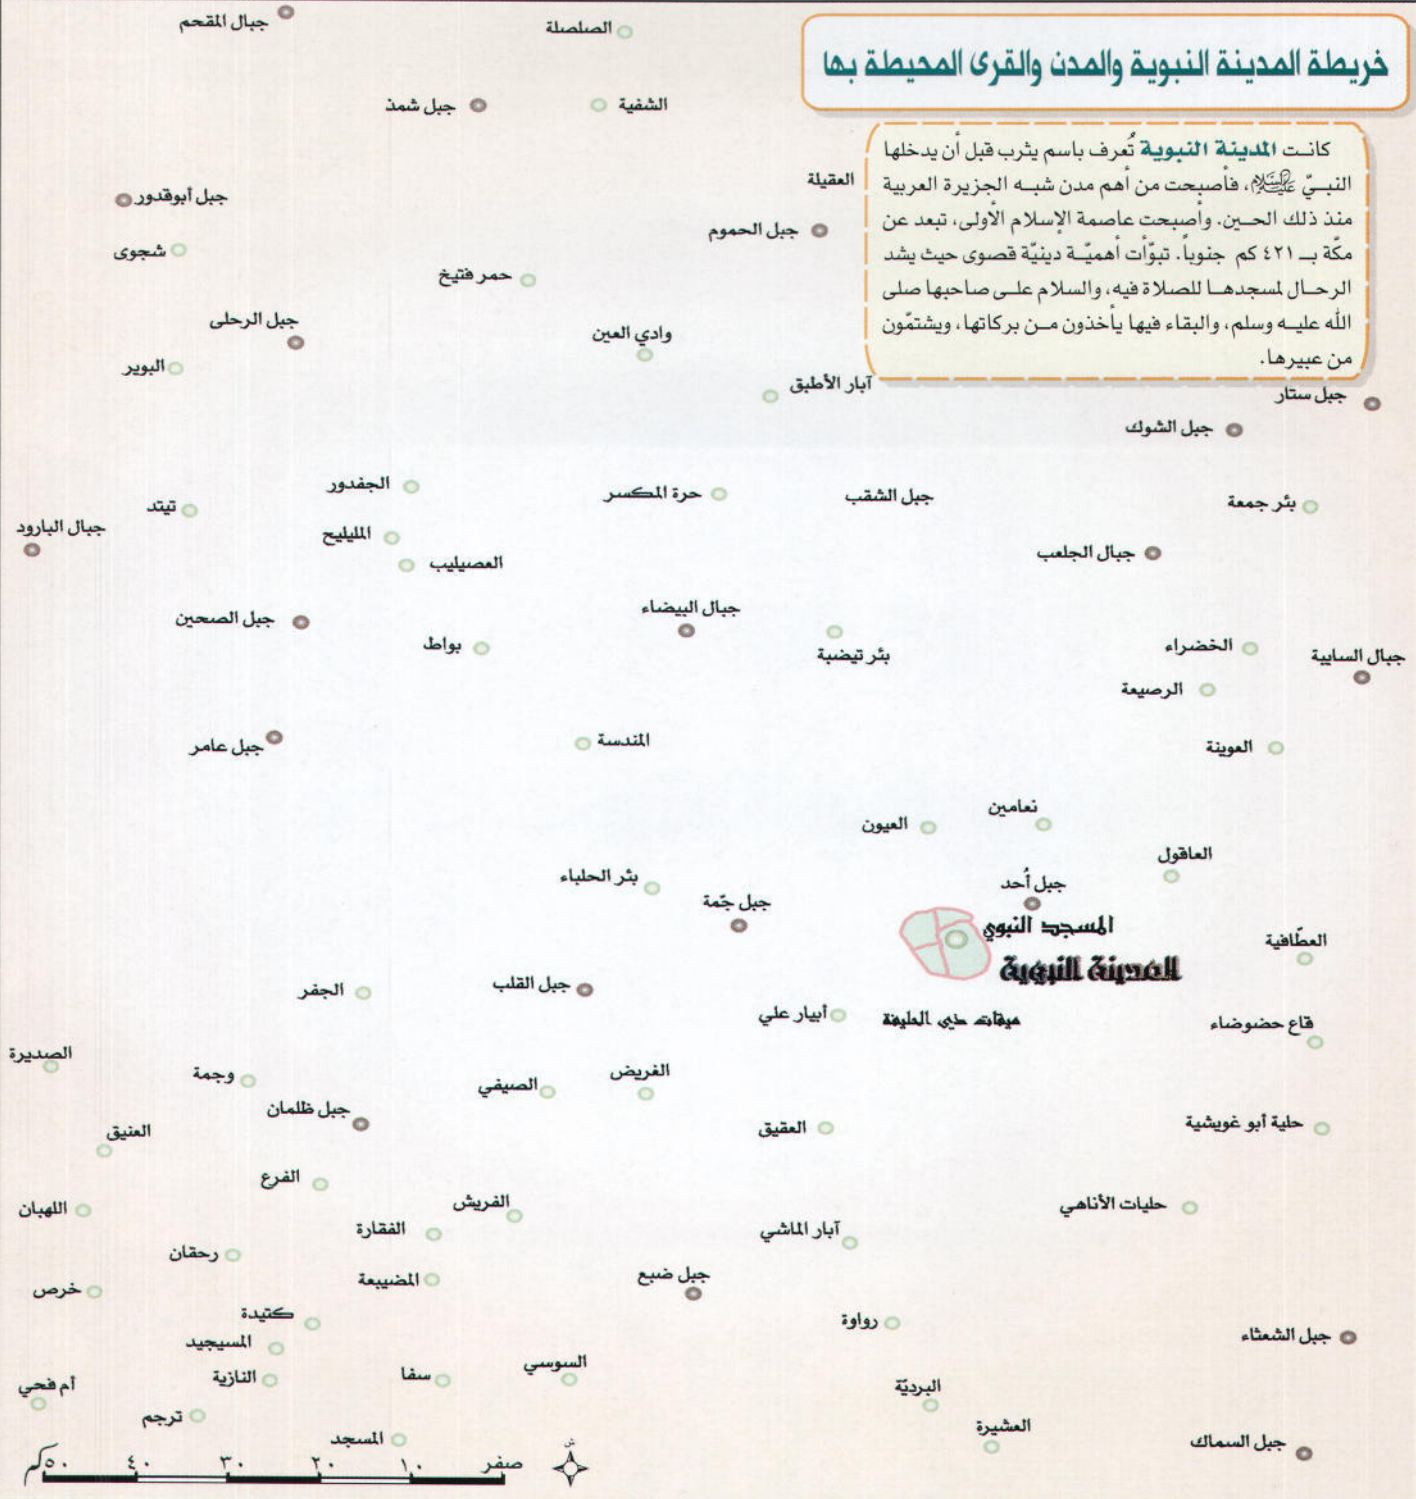 خريطة المدينة النبوية والمدن والقرى المحيطة بها
كانت المدينة النبوية تُعرف باسم يثرب قبل أن يدخلها
النبيّ ﷺ، فأصبحت من أهم مدن شبه الجزيرة العربية
منذ ذلك الحين. وأصبحت عاصمة الإسلام الأولى، تبعد عن
مكّة بـ ٤٢١ كم جنوباً. تبوّأت أهميّة دينيّة قصوى حيث يشد
الرحال لمسجدها للصلاة فيه، والسلام على صاحبها صلى
الله عليه وسلم، والبقاء فيها يأخذون من بركاتها، ويشتمّون
من عبيرها.
الصلصلة
جبال المقحم
الشفية
جبل شمذ
العقيلة
جبل أبوقدور
جبل الحموم
شجوى
حمر فتيخ
جبل الرحلى
وادي العين
البوير
آبار الأطبق
جبل ستار
جبل الشوك
الجفدور
حرة المكسر
جبل الشقب
بئر جمعة
تيتد
جبال البارود
المليليح
العصيليب
جبال الجلعب
جبال البيضاء
جبل الصحين
بواط
بئر تيضبة
الخضراء
جبال السايبة
الرصيعة
المندسة
جبل عامر
العوينة
نعامين
العيون
العاقول
بئر الحلباء
جبل أُحد
جبل جّمة
المسجد النبوي
العطّافية
المدينة النبوية
جبل القلب
الجفر
أبيار علي
ميقات ذي الحليفة
قاع حضوضاء
الصديرة
وجمة
الصيفي
الغريض
جبل ظلمان
العقيق
حلية أبو غويشية
العنيق
الفرع
اللهبان
الفريش
حليات الأناهي
الفقارة
آبار الماشي
رحقان
المضيبعة
جبل ضبع
خرص
كتيدة
رواوة
جبل الشعثاء
المسيجيد
النازية
سفا
السوسي
أم فحي
البرديّة
ترجم
العشيرة
المسجد
جبل السماك
ش
صفر ١٠ ٢٠ ٣٠ ٤٠ ٥٠كم